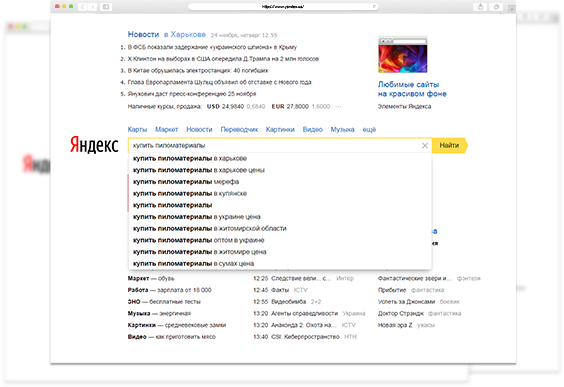 https://www.yandex.ua/
Новости в Харькове 24 ноября, четверг 12 55
1. В ФСБ показали задержание «украинского шпиона» в Крыму
2. Х Клинтон на выборах в США опередила Д.Трампа на 2 млн голосов
3. В Китае обрушилась электростанция: 40 погибших
4. Глава Европарламента Шульц объявил об отставке с Нового года
5. Янукович даст пресс-конференцию 25 ноября
Наличные курсы, продажа: USD 24,9840 0,6840 EUR 27,8000 1,6000 ···
Любимые сайты
на красивом фоне
Элементы Яндекса
Карты Маркет Новости Переводчик Картинки Видео Музыка ещё
Яндекс
купить пиломатериалы
Найти
купить пиломатериалы в харькове
купить пиломатериалы в харькове цены
купить пиломатериалы мерефа
купить пиломатериалы в купянске
купить пиломатериалы
купить пиломатериалы в украине цена
купить пиломатериалы в житомирской области
купить пиломатериалы оптом в украине
купить пиломатериалы в житомире цена
купить пиломатериалы в сумах цена
Маркет — обувь 12:25 Следствие вели... с... Интер Фантастические звери и... фэнтези
Работа — зарплата от 16 000 12:45 Факты ICTV Прибытие фантастика
ЗНО — бесплатные тесты 12:55 Видеобимба 2+2 Успеть за Джонсами боевик
Музыка — энергичная 13:20 Агенты справедливости Украина Доктор Стрэндж фантастика
Картинки — средневековые замки 13:20 Анаконда 2: Охота на... ICTV Новая эра Z ужасы
Видео — как приготовить мясо 13:40 CSI: Киберпространство НТН